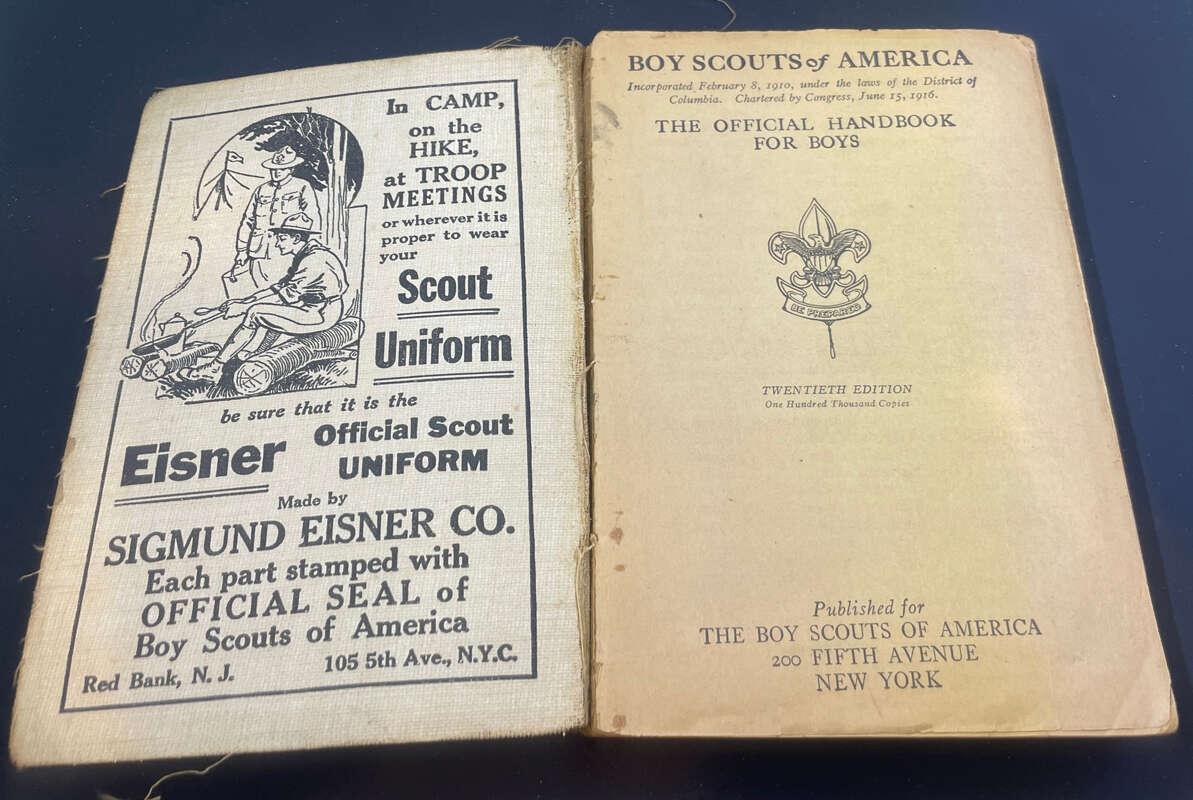 In CAMP,
on the
HIKE,
at TROOP
MEETINGS
or wherever it is
proper to wear
your
Scout
Uniform
be sure that it is the
Eisner Official Scout
UNIFORM
Made by
SIGMUND EISNER CO.
Each part stamped with
OFFICIAL SEAL of
Boy Scouts of America
Red Bank, N. J. 105 5th Ave., N.Y.C.
BOY SCOUTS of AMERICA
Incorporated February 8, 1910, under the laws of the District of
Columbia. Chartered by Congress, June 15, 1916.
THE OFFICIAL HANDBOOK
FOR BOYS
BE PREPARED
TWENTIETH EDITION
One Hundred Thousand Copies
Published for
THE BOY SCOUTS OF AMERICA
200 FIFTH AVENUE
NEW YORK